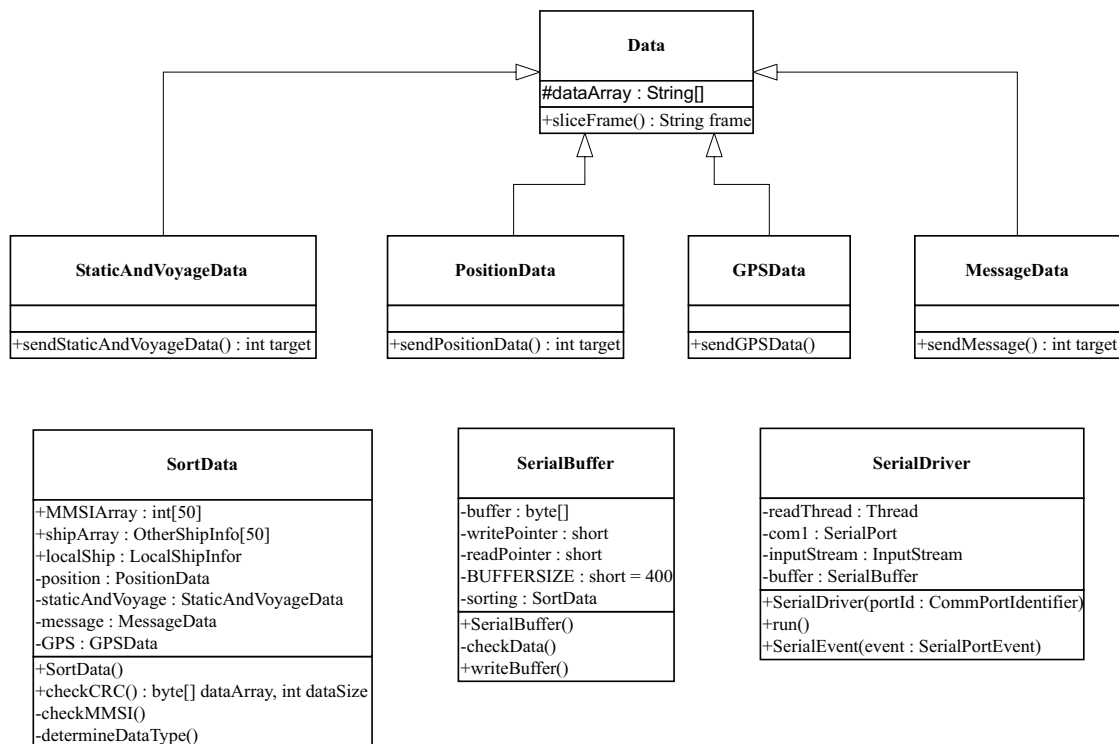 Data
#dataArray : String[]
+sliceFrame() : String frame
StaticAndVoyageData
+sendStaticAndVoyageData() : int target
PositionData
+sendPositionData() : int target
GPSData
+sendGPSData()
MessageData
+sendMessage() : int target
SortData
+MMSIArray : int[50]
+shipArray : OtherShipInfo[50]
+localShip : LocalShipInfor
-position : PositionData
-staticAndVoyage : StaticAndVoyageData
-message : MessageData
-GPS : GPSData
+SortData()
+checkCRC() : byte[] dataArray, int dataSize
-checkMMSI()
-determineDataType()
SerialBuffer
-buffer : byte[]
-writePointer : short
-readPointer : short
-BUFFERSIZE : short = 400
-sorting : SortData
+SerialBuffer()
-checkData()
+writeBuffer()
SerialDriver
-readThread : Thread
-com1 : SerialPort
-inputStream : InputStream
-buffer : SerialBuffer
+SerialDriver(portId : CommPortIdentifier)
+run()
+SerialEvent(event : SerialPortEvent)